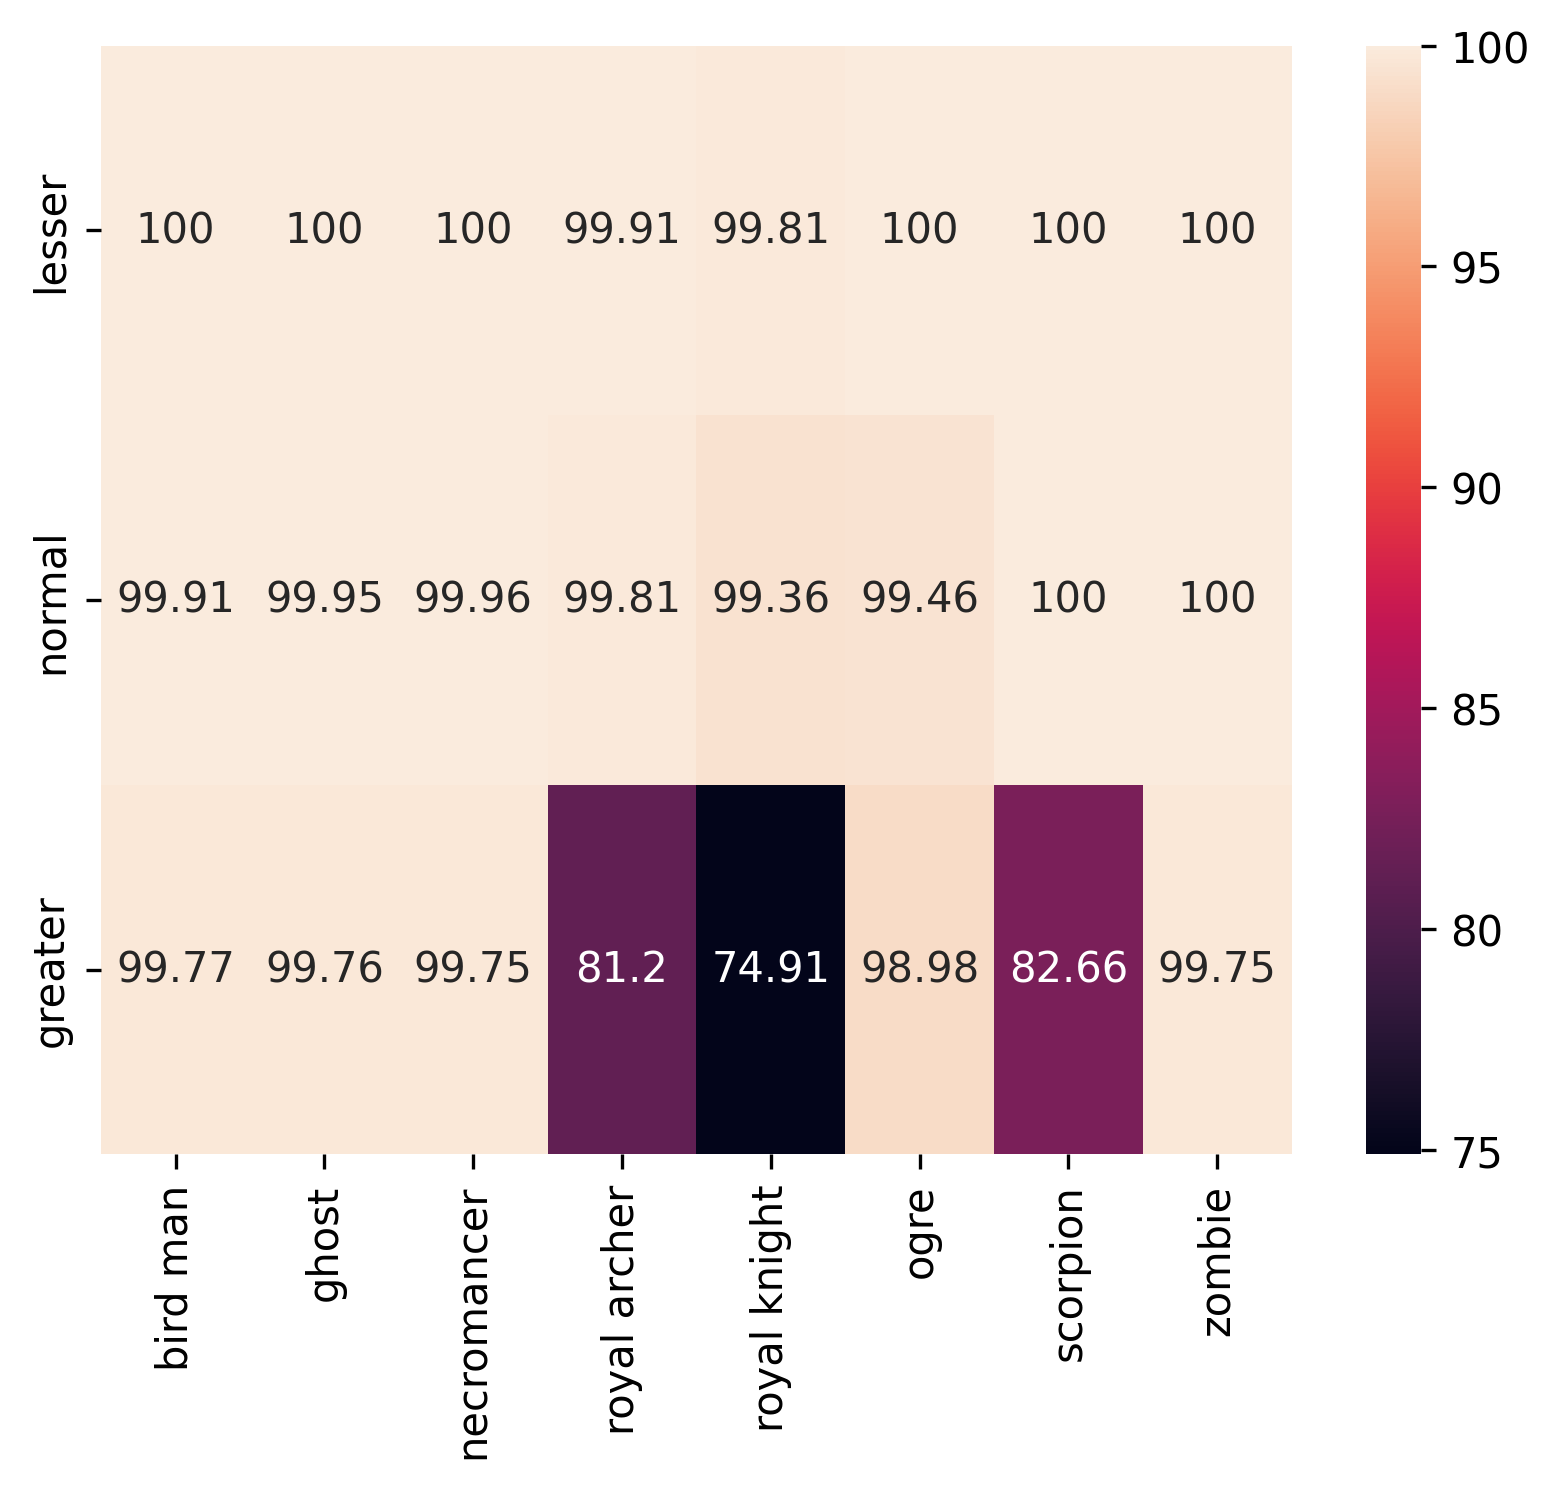 100
lesser 100 100 100 99.91 99.81 100 100 100
95
90
normal 99.91 99.95 99.96 99.81 99.36 99.46 100 100
85
80
greater 99.77 99.76 99.75 81.2 74.91 98.98 82.66 99.75
75
bird man ghost necromancer royal archer royal knight ogre scorpion zombie